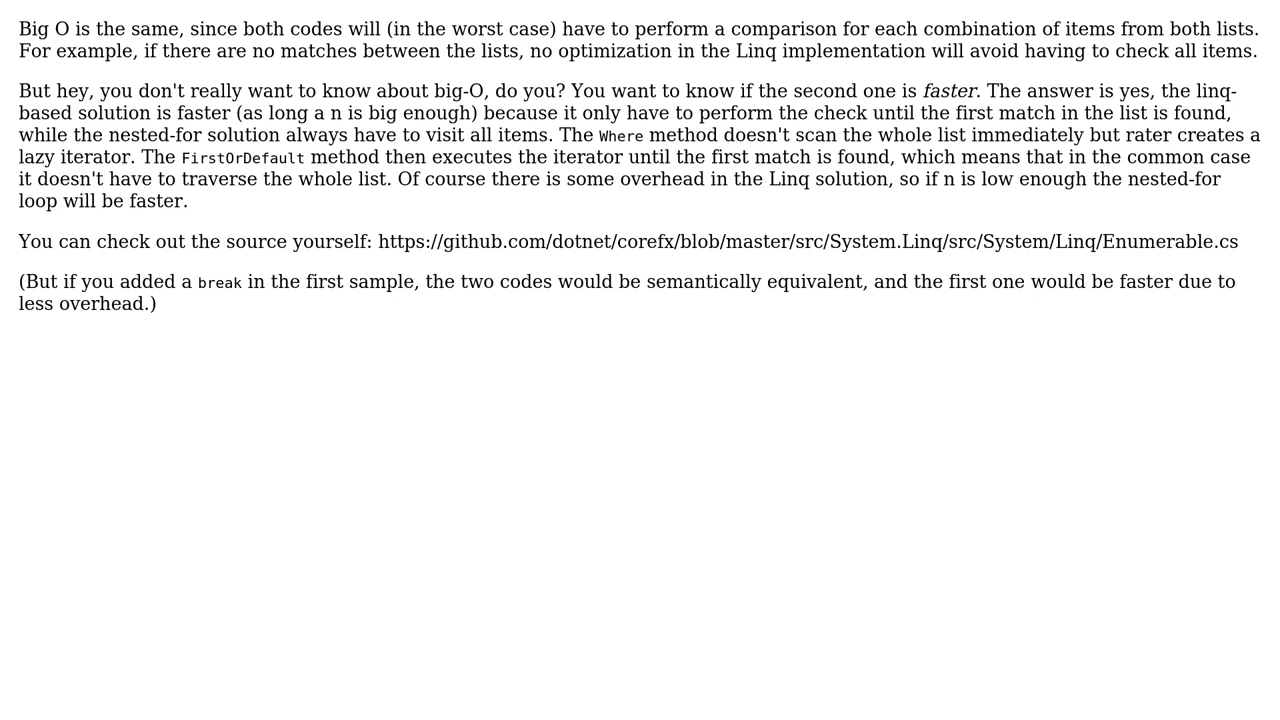 Big O is the same, since both codes will (in the worst case) have to perform a comparison for each combination of items from both lists.
For example, if there are no matches between the lists, no optimization in the Linq implementation will avoid having to check all items.
But hey, you don't really want to know about big-O, do you? You want to know if the second one is faster. The answer is yes, the linq-
based solution is faster (as long a n is big enough) because it only have to perform the check until the first match in the list is found,
while the nested-for solution always have to visit all items. The Where method doesn't scan the whole list immediately but rater creates a
lazy iterator. The FirstOrDefault method then executes the iterator until the first match is found, which means that in the common case
it doesn't have to traverse the whole list. Of course there is some overhead in the Linq solution, so if n is low enough the nested-for
loop will be faster.
You can check out the source yourself: https://github.com/dotnet/corefx/blob/master/src/System.Linq/src/System/Linq/Enumerable.cs
(But if you added a break in the first sample, the two codes would be semantically equivalent, and the first one would be faster due to
less overhead.)